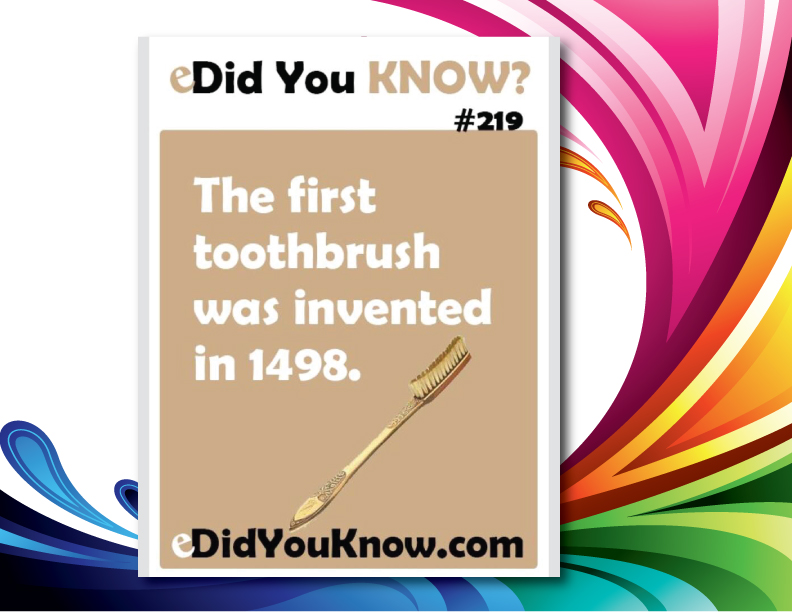 eDid You KNOW?
#219
The first
toothbrush
was invented
in 1498.
eDidYouKnow.com